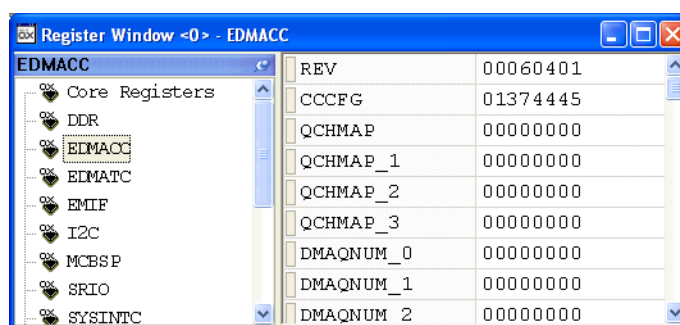 Register Window <0> - EDMACC
EDMACC
Core Registers
DDR
EDMACC
EDMATC
EMIF
I2C
MCBSP
SRIO
SYSINTC
REV 00060401
CCCFG 01374445
QCHMAP 00000000
QCHMAP_1 00000000
QCHMAP_2 00000000
QCHMAP_3 00000000
DMAQNUM_0 00000000
DMAQNUM_1 00000000
DMAQNUM_2 00000000